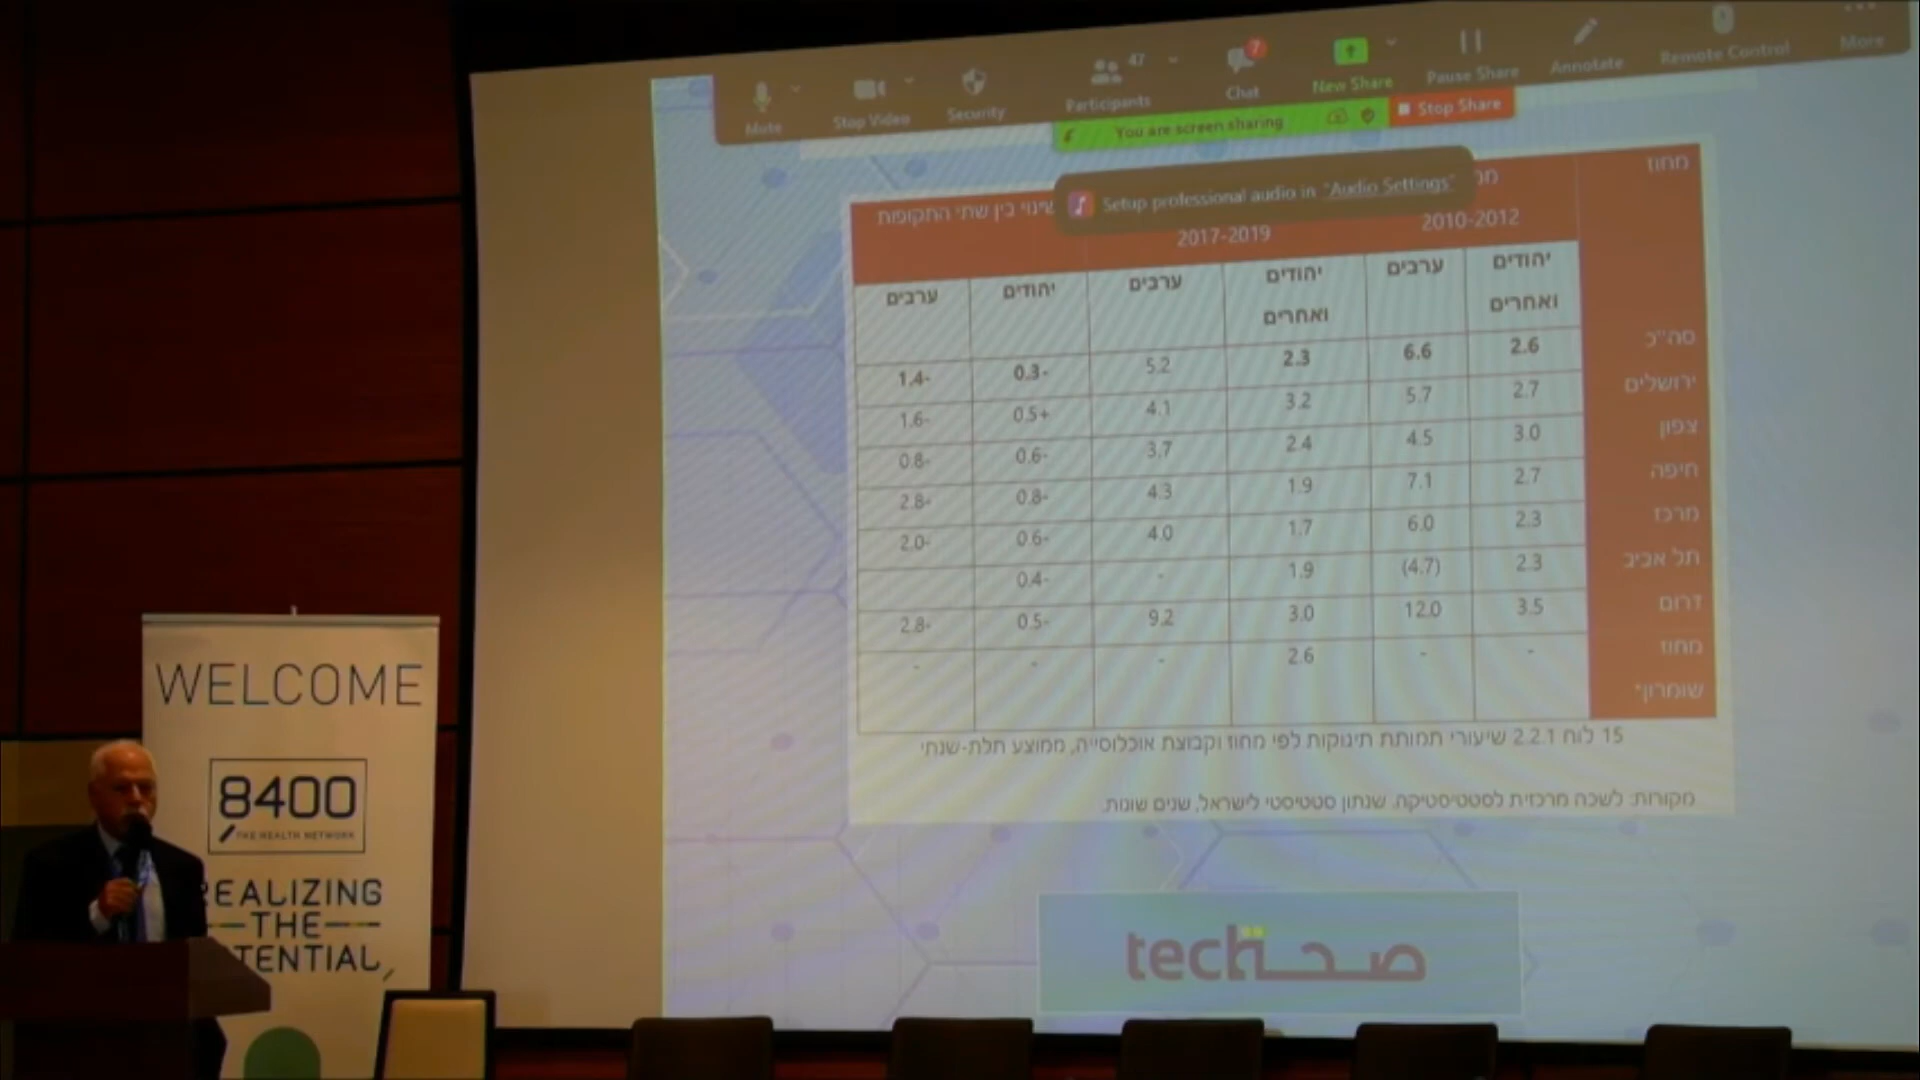 Mute
Stop Video
Security
Participants 47
Chat 7
New Share
Pause Share
Annotate
Remote Control
More
You are screen sharing
Stop Share
Setup professional audio in "Audio Settings"
מחוז
שינוי בין שתי התקופות
2010-2012
2017-2019
יהודים ואחרים ערבים יהודים ואחרים ערבים יהודים ערבים
סה"כ 2.6 6.6 2.3 5.2 0.3- 1.4-
ירושלים 2.7 5.7 3.2 4.1 0.5+ 1.6-
צפון 3.0 4.5 2.4 3.7 0.6- 0.8-
חיפה 2.7 7.1 1.9 4.3 0.8- 2.8-
מרכז 2.3 6.0 1.7 4.0 0.6- 2.0-
תל אביב 2.3 (4.7) 1.9 - 0.4-
דרום 3.5 12.0 3.0 9.2 0.5- 2.8-
מחוז - - 2.6 - - -
שומרון*
15 לוח 2.2.1 שיעורי תמותת תינוקות לפי מחוז וקבוצת אוכלוסייה, ממוצע תלת-שנתי
מקורות: לשכה מרכזית לסטטיסטיקה. שנתון סטטיסטי לישראל, שנים שונות.
tech صحة
WELCOME
8400
THE HEALTH NETWORK
REALIZING
THE
TENTIAL